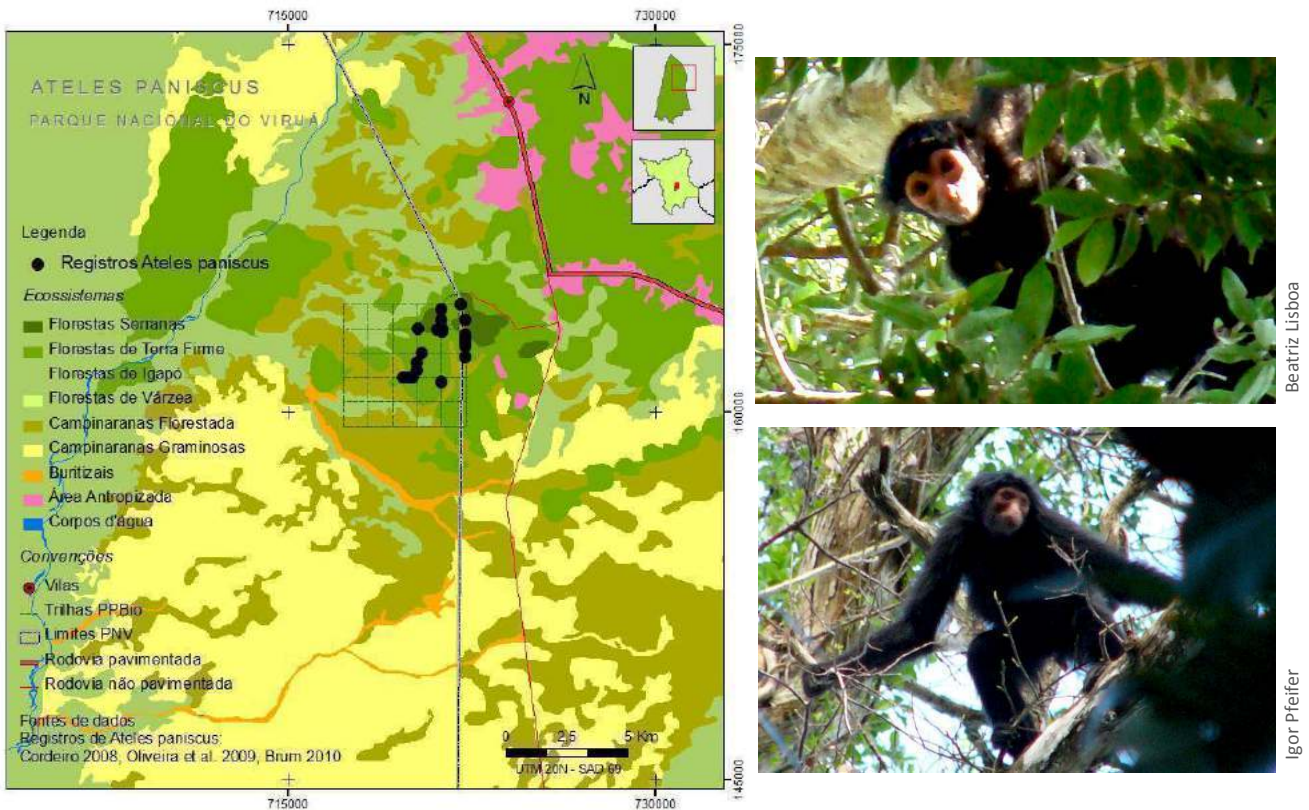 715000
730000
175000
ATELES PANISCUS
PARQUE NACIONAL DO VIRUÁ
N
Legenda
Registros Ateles paniscus
Ecossistemas
Florestas Serranas
Florestas de Terra Firme
Florestas de Igapó
Florestas de Várzea
Campinaranas Florestada
Campinaranas Graminosas
Buritizais
Área Antropizada
Corpos d'água
Convenções
Vilas
Trilhas PPBio
Limites PNV
Rodovia pavimentada
Rodovia não pavimentada
Fontes de dados
Registros de Ateles paniscus:
Cordeiro 2008, Oliveira et al. 2009, Brum 2010
0 2,5 5 Km
UTM 20N - SAD 69
160000
145000
715000
730000
Beatriz Lisboa
Igor Pfeifer